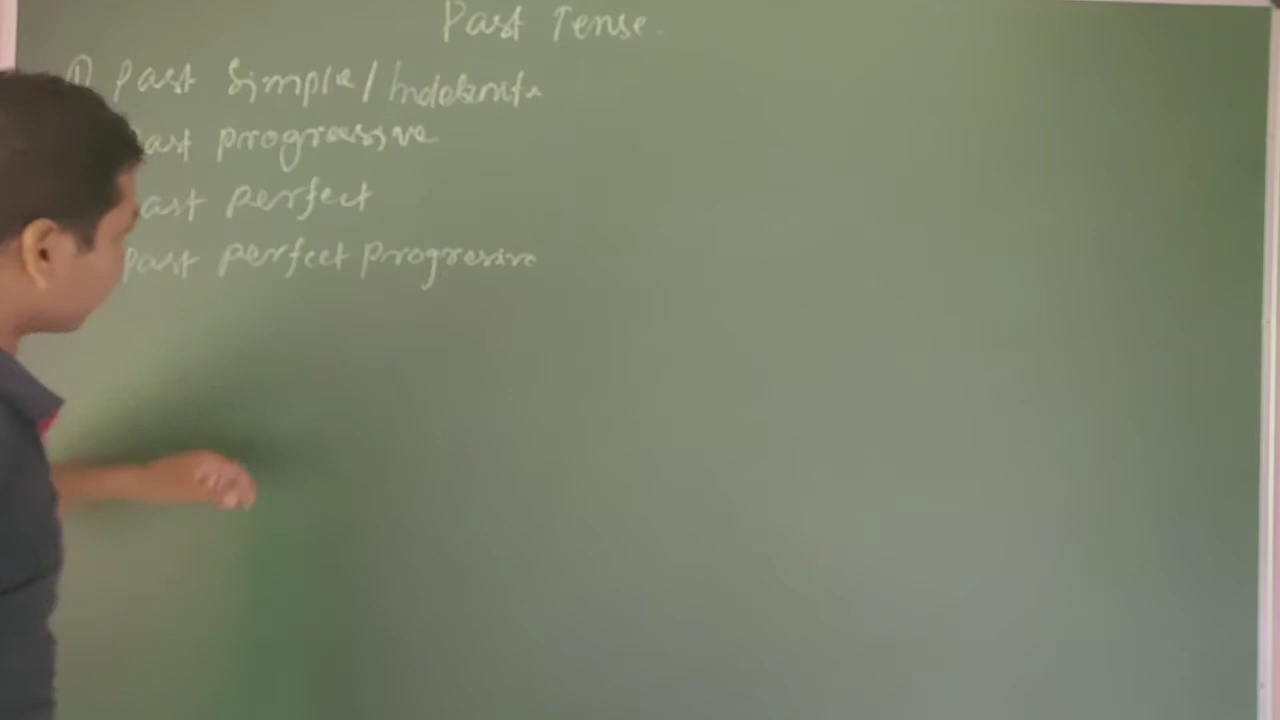 Past Tense.
1) Past Simple / Indefinite
ast progressive
ast perfect
Past perfect Progressive